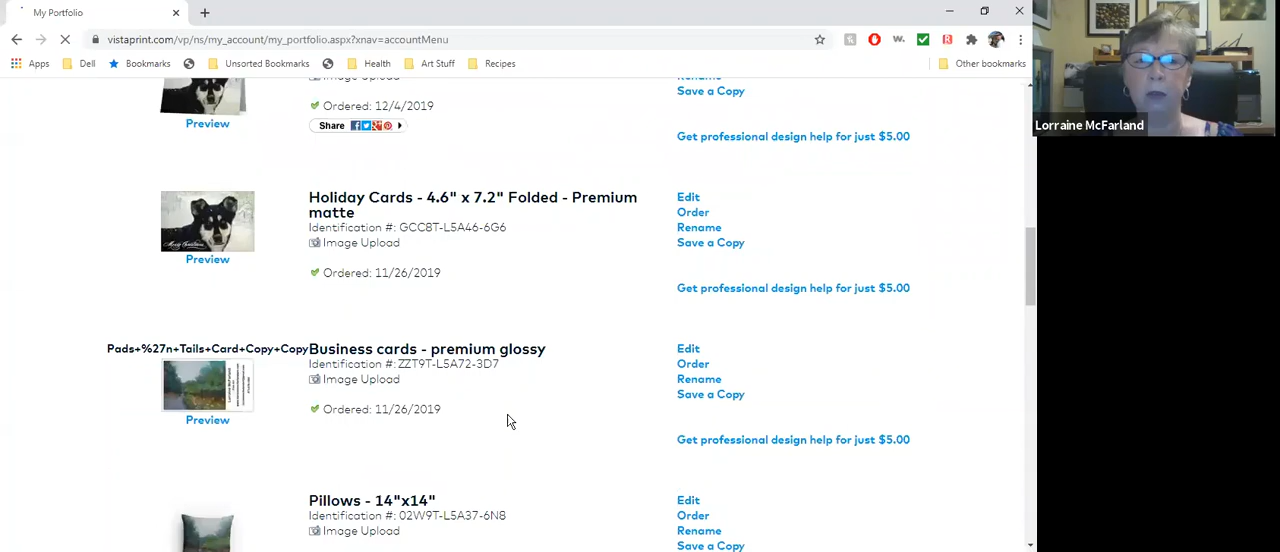 My Portfolio
vistaprint.com/vp/ns/my_account/my_portfolio.aspx?xnav=accountMenu
Apps Dell Bookmarks Unsorted Bookmarks Health Art Stuff Recipes Other bookmarks
Lorraine McFarland
Image Upload
Rename
Save a Copy
Ordered: 12/4/2019
Preview
Share
Get professional design help for just $5.00
Holiday Cards - 4.6" x 7.2" Folded - Premium
matte
Identification #: GCC8T-L5A46-6G6
Image Upload
Edit
Order
Rename
Save a Copy
Preview
Ordered: 11/26/2019
Get professional design help for just $5.00
Pads+%27n+Tails+Card+Copy+Copy
Business cards - premium glossy
Identification #: ZZT9T-L5A72-3D7
Image Upload
Edit
Order
Rename
Save a Copy
Ordered: 11/26/2019
Preview
Get professional design help for just $5.00
Pillows - 14"x14"
Identification #: 02W9T-L5A37-6N8
Image Upload
Edit
Order
Rename
Save a Copy